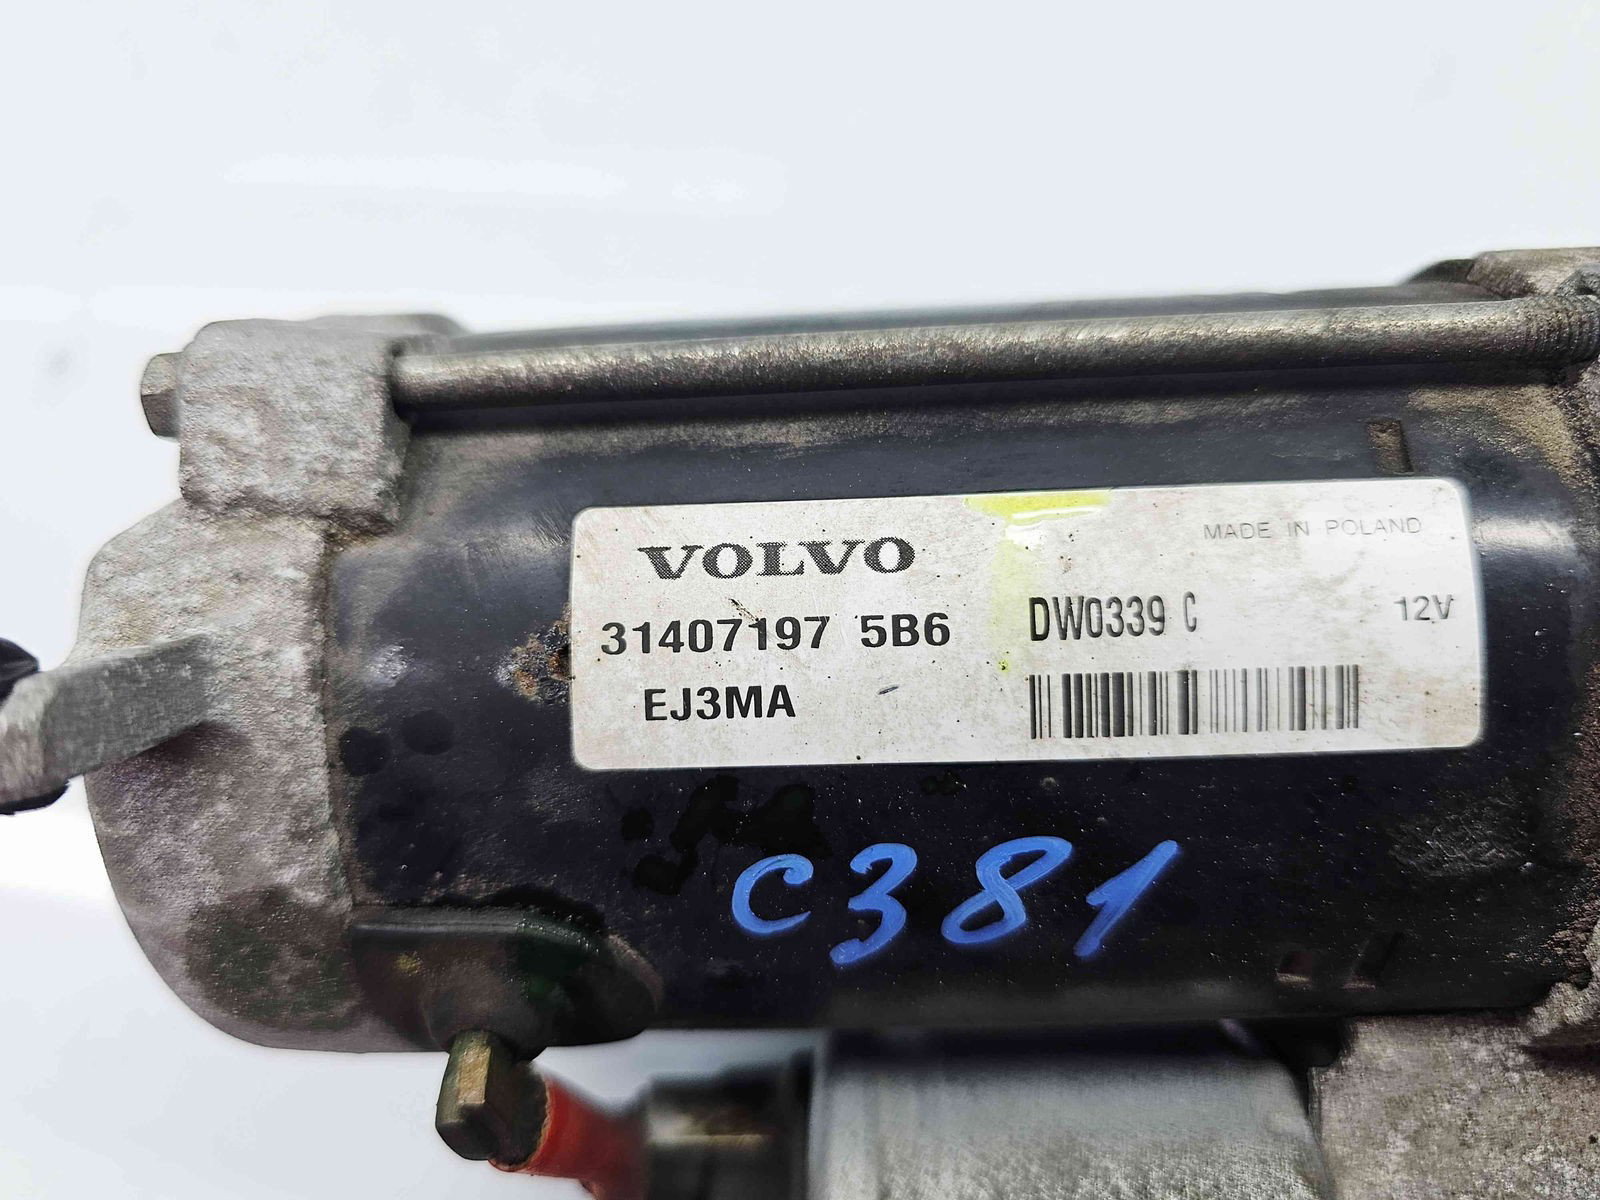 VOLVO
MADE IN POLAND
31407197 5B6
DW0339 C
12V
EJ3MA
C381